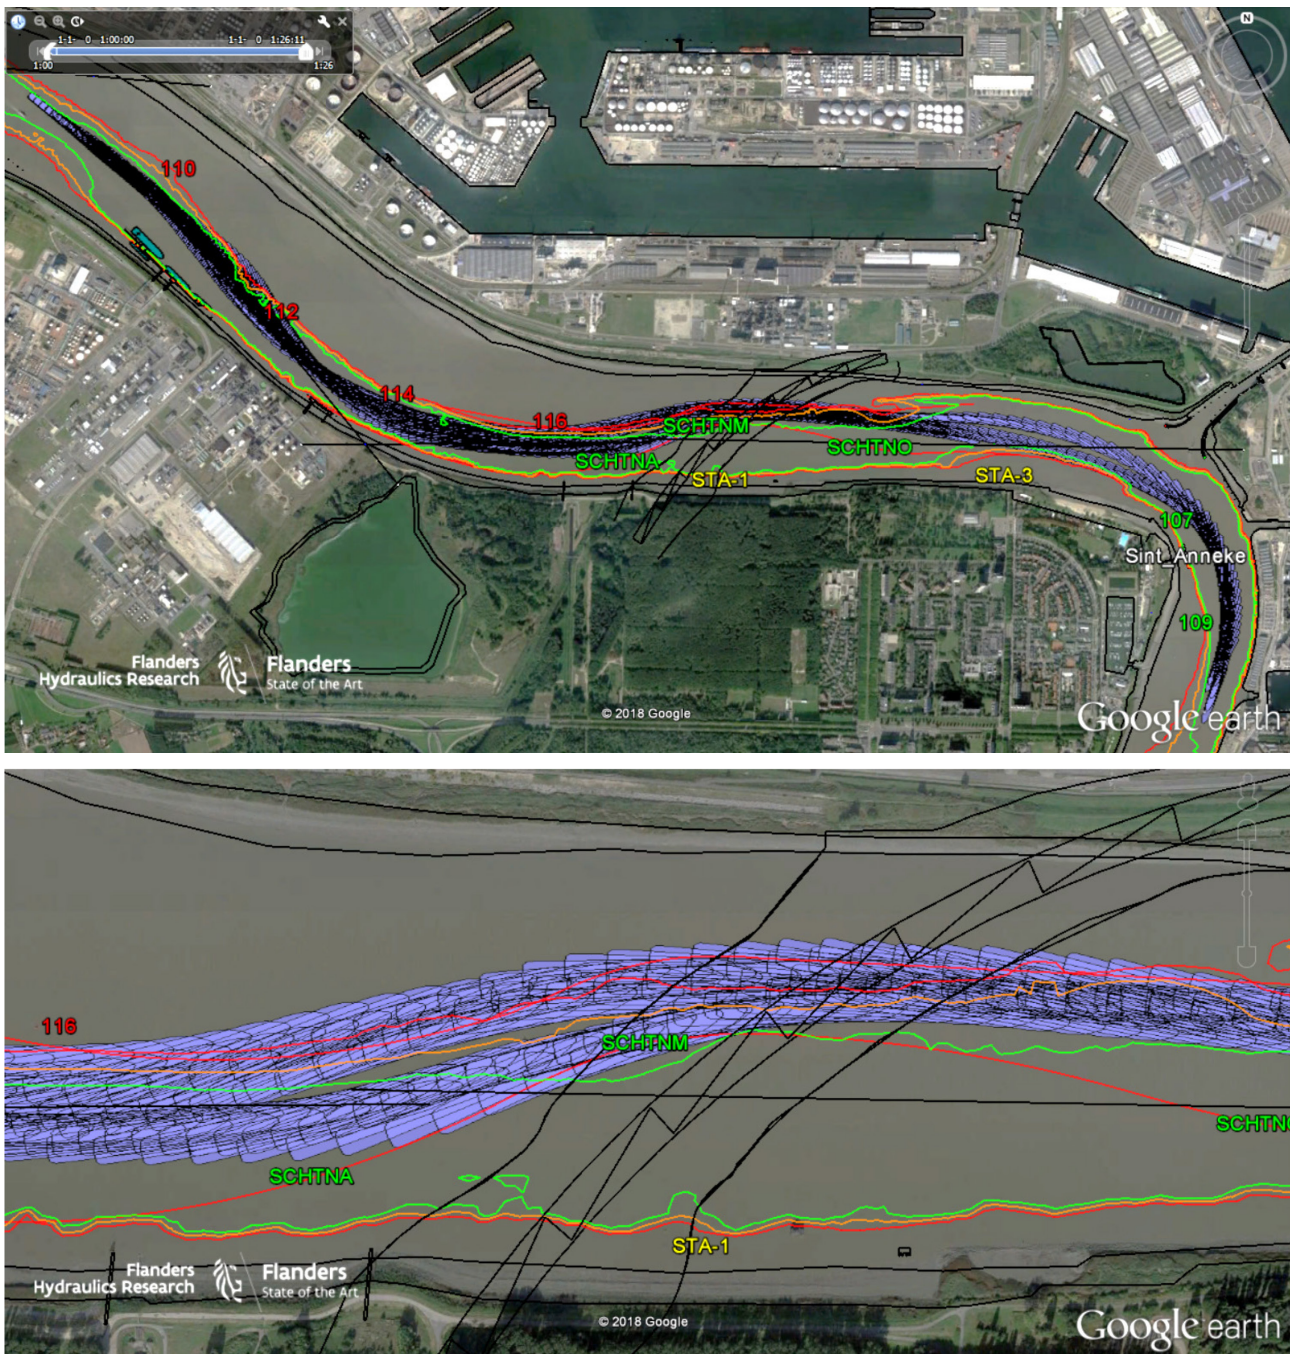 1-1- 0 1:00:00
1-1- 0 1:26:11
1:00
1:26
N
110
112
114
116
SCHTNM
SCHTNA
SCHTNO
STA-1
STA-3
107
Sint_Anneke
109
Flanders
Hydraulics Research
Flanders
State of the Art
© 2018 Google
Google earth
116
SCHTNM
SCHTNA
SCHTNO
STA-1
Flanders
Hydraulics Research
Flanders
State of the Art
© 2018 Google
Google earth